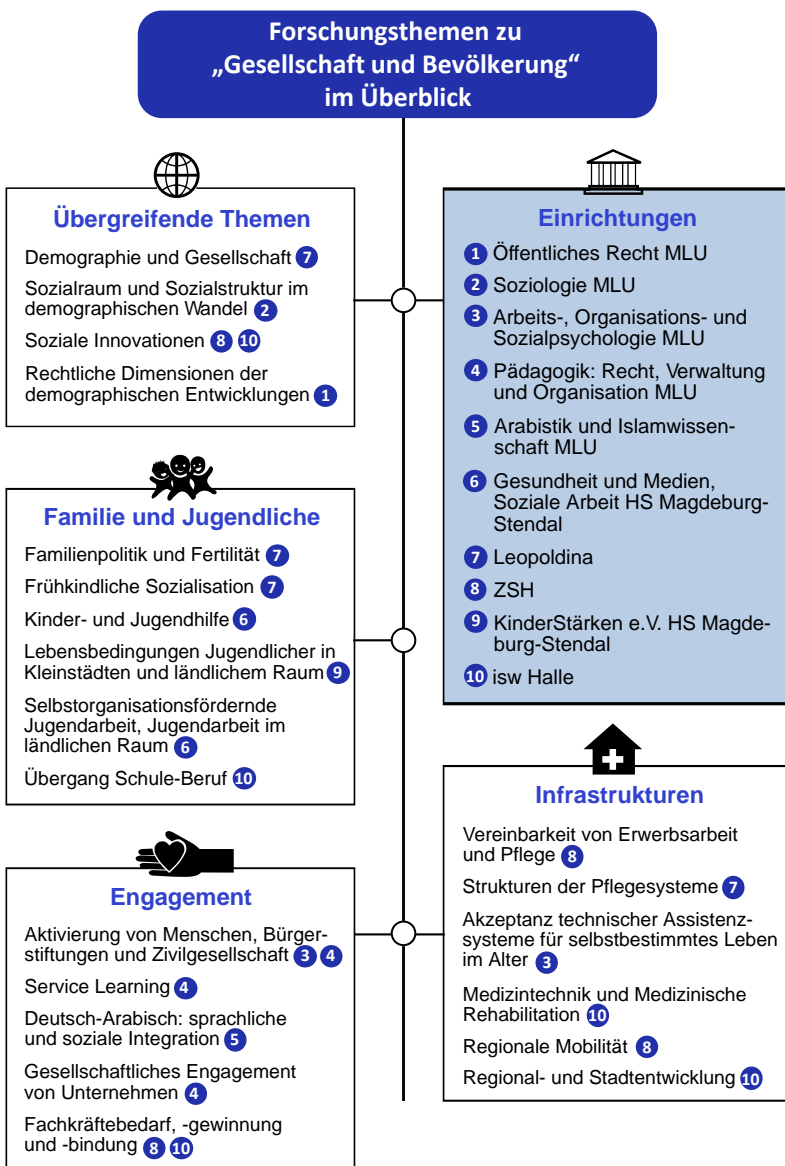 Forschungsthemen zu
„Gesellschaft und Bevölkerung“
im Überblick
Übergreifende Themen
Demographie und Gesellschaft 7
Sozialraum und Sozialstruktur im
demographischen Wandel 2
Soziale Innovationen 8 10
Rechtliche Dimensionen der
demographischen Entwicklungen 1
Familie und Jugendliche
Familienpolitik und Fertilität 7
Frühkindliche Sozialisation 7
Kinder- und Jugendhilfe 6
Lebensbedingungen Jugendlicher in
Kleinstädten und ländlichem Raum 9
Selbstorganisationsfördernde
Jugendarbeit, Jugendarbeit im
ländlichen Raum 6
Übergang Schule-Beruf 10
Engagement
Aktivierung von Menschen, Bürger-
stiftungen und Zivilgesellschaft 3 4
Service Learning 4
Deutsch-Arabisch: sprachliche
und soziale Integration 5
Gesellschaftliches Engagement
von Unternehmen 4
Fachkräftebedarf, -gewinnung
und -bindung 8 10
Einrichtungen
1 Öffentliches Recht MLU
2 Soziologie MLU
3 Arbeits-, Organisations- und
Sozialpsychologie MLU
4 Pädagogik: Recht, Verwaltung
und Organisation MLU
5 Arabistik und Islamwissen-
schaft MLU
6 Gesundheit und Medien,
Soziale Arbeit HS Magdeburg-
Stendal
7 Leopoldina
8 ZSH
9 KinderStärken e.V. HS Magde-
burg-Stendal
10 isw Halle
Infrastrukturen
Vereinbarkeit von Erwerbsarbeit
und Pflege 8
Strukturen der Pflegesysteme 7
Akzeptanz technischer Assistenz-
systeme für selbstbestimmtes Leben
im Alter 3
Medizintechnik und Medizinische
Rehabilitation 10
Regionale Mobilität 8
Regional- und Stadtentwicklung 10